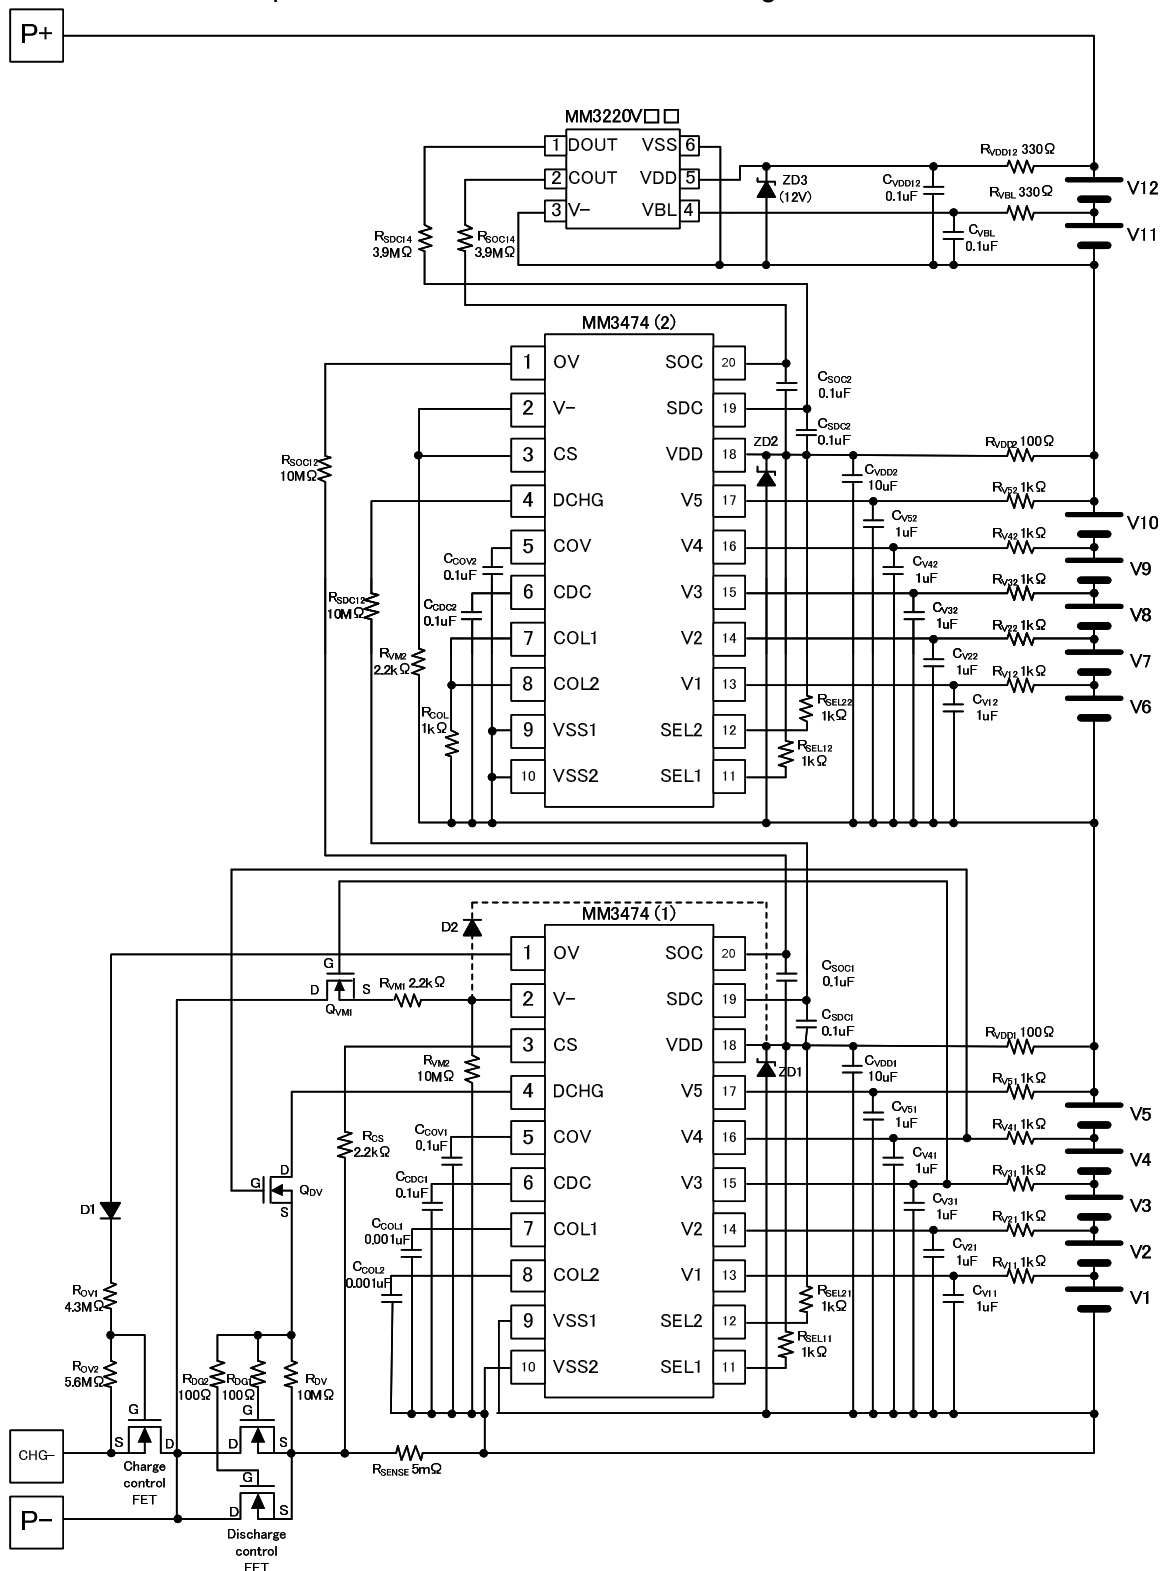 P+
MM3220V□□
1 DOUT VSS 6
2 COUT VDD 5
3 V- VBL 4
RSDC14
3.9MΩ
RSOC14
3.9MΩ
ZD3
(12V)
CVDD12
0.1uF
RVDD12 330Ω
RVBL 330Ω
CVBL
0.1uF
V12
V11
MM3474 (2)
1 OV SOC 20
2 V- SDC 19
3 CS VDD 18
4 DCHG V5 17
5 COV V4 16
6 CDC V3 15
7 COL1 V2 14
8 COL2 V1 13
9 VSS1 SEL2 12
10 VSS2 SEL1 11
RSOC12
10MΩ
RSDC12
10MΩ
CCOV2
0.1uF
CCDC2
0.1uF
RVM2
2.2kΩ
RCOL
1kΩ
CSOC2
0.1uF
CSDC2
0.1uF
ZD2
CVDD2
10uF
CV52
1uF
CV42
1uF
CV32
1uF
CV22
1uF
CV12
1uF
RSEL22
1kΩ
RSEL12
1kΩ
RVDD2 100Ω
RV52 1kΩ
RV42 1kΩ
RV32 1kΩ
RV22 1kΩ
RV12 1kΩ
V10
V9
V8
V7
V6
MM3474 (1)
1 OV SOC 20
2 V- SDC 19
3 CS VDD 18
4 DCHG V5 17
5 COV V4 16
6 CDC V3 15
7 COL1 V2 14
8 COL2 V1 13
9 VSS1 SEL2 12
10 VSS2 SEL1 11
D2
G
D
S
QVM1
RVM1 2.2kΩ
RVM2
10MΩ
RCS
2.2kΩ
CCOV1
0.1uF
CCDC1
0.1uF
CCOL1
0.001uF
CCOL2
0.001uF
CSOC1
0.1uF
CSDC1
0.1uF
ZD1
CVDD1
10uF
CV51
1uF
CV41
1uF
CV31
1uF
CV21
1uF
CV11
1uF
RSEL21
1kΩ
RSEL11
1kΩ
RVDD1 100Ω
RV51 1kΩ
RV41 1kΩ
RV31 1kΩ
RV21 1kΩ
RV11 1kΩ
V5
V4
V3
V2
V1
D
G
S
QDV
D1
ROV1
4.3MΩ
ROV2
5.6MΩ
RDG2
100Ω
RDG1
100Ω
RDV
10MΩ
CHG-
G
S
D
Charge
control
FET
G
D
S
G
D
S
RSENSE 5mΩ
P-
Discharge
control
FET